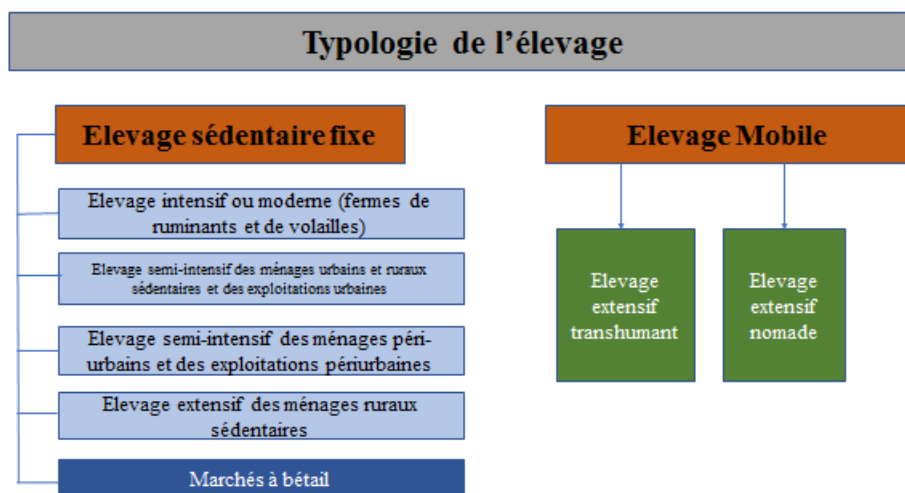 Typologie de l’élevage
Elevage sédentaire fixe
Elevage intensif ou moderne (fermes de
ruminants et de volailles)
Elevage semi-intensif des ménages urbains et ruraux
sédentaires et des exploitations urbaines
Elevage semi-intensif des ménages péri-
urbains et des exploitations périurbaines
Elevage extensif des ménages ruraux
sédentaires
Marchés à bétail
Elevage Mobile
Elevage
extensif
transhumant
Elevage
extensif
nomade